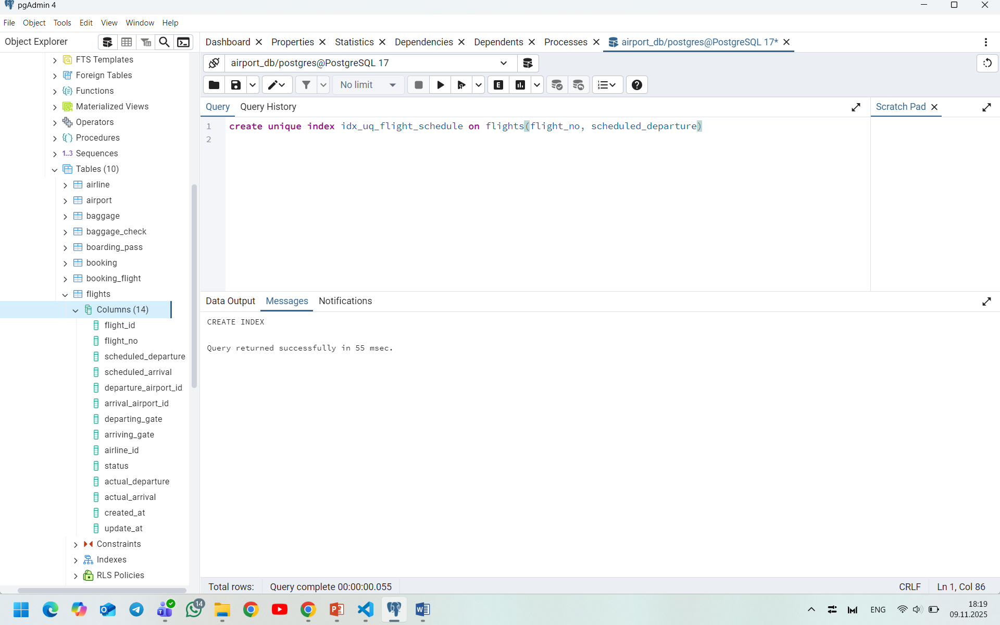 pgAdmin 4
File Object Tools Edit View Window Help
Object Explorer
Dashboard Properties Statistics Dependencies Dependents Processes airport_db/postgres@PostgreSQL 17*
airport_db/postgres@PostgreSQL 17
No limit
E
Query Query History
Scratch Pad
1 create unique index idx_uq_flight_schedule on flights(flight_no, scheduled_departure)
2
FTS Templates
Foreign Tables
Functions
Materialized Views
Operators
Procedures
1..3 Sequences
Tables (10)
airline
airport
baggage
baggage_check
boarding_pass
booking
booking_flight
flights
Columns (14)
flight_id
flight_no
scheduled_departure
scheduled_arrival
departure_airport_id
arrival_airport_id
departing_gate
arriving_gate
airline_id
status
actual_departure
actual_arrival
created_at
update_at
Constraints
Indexes
RLS Policies
Data Output Messages Notifications
CREATE INDEX
Query returned successfully in 55 msec.
Total rows: Query complete 00:00:00.055
CRLF Ln 1, Col 86
14
ENG
18:19
09.11.2025